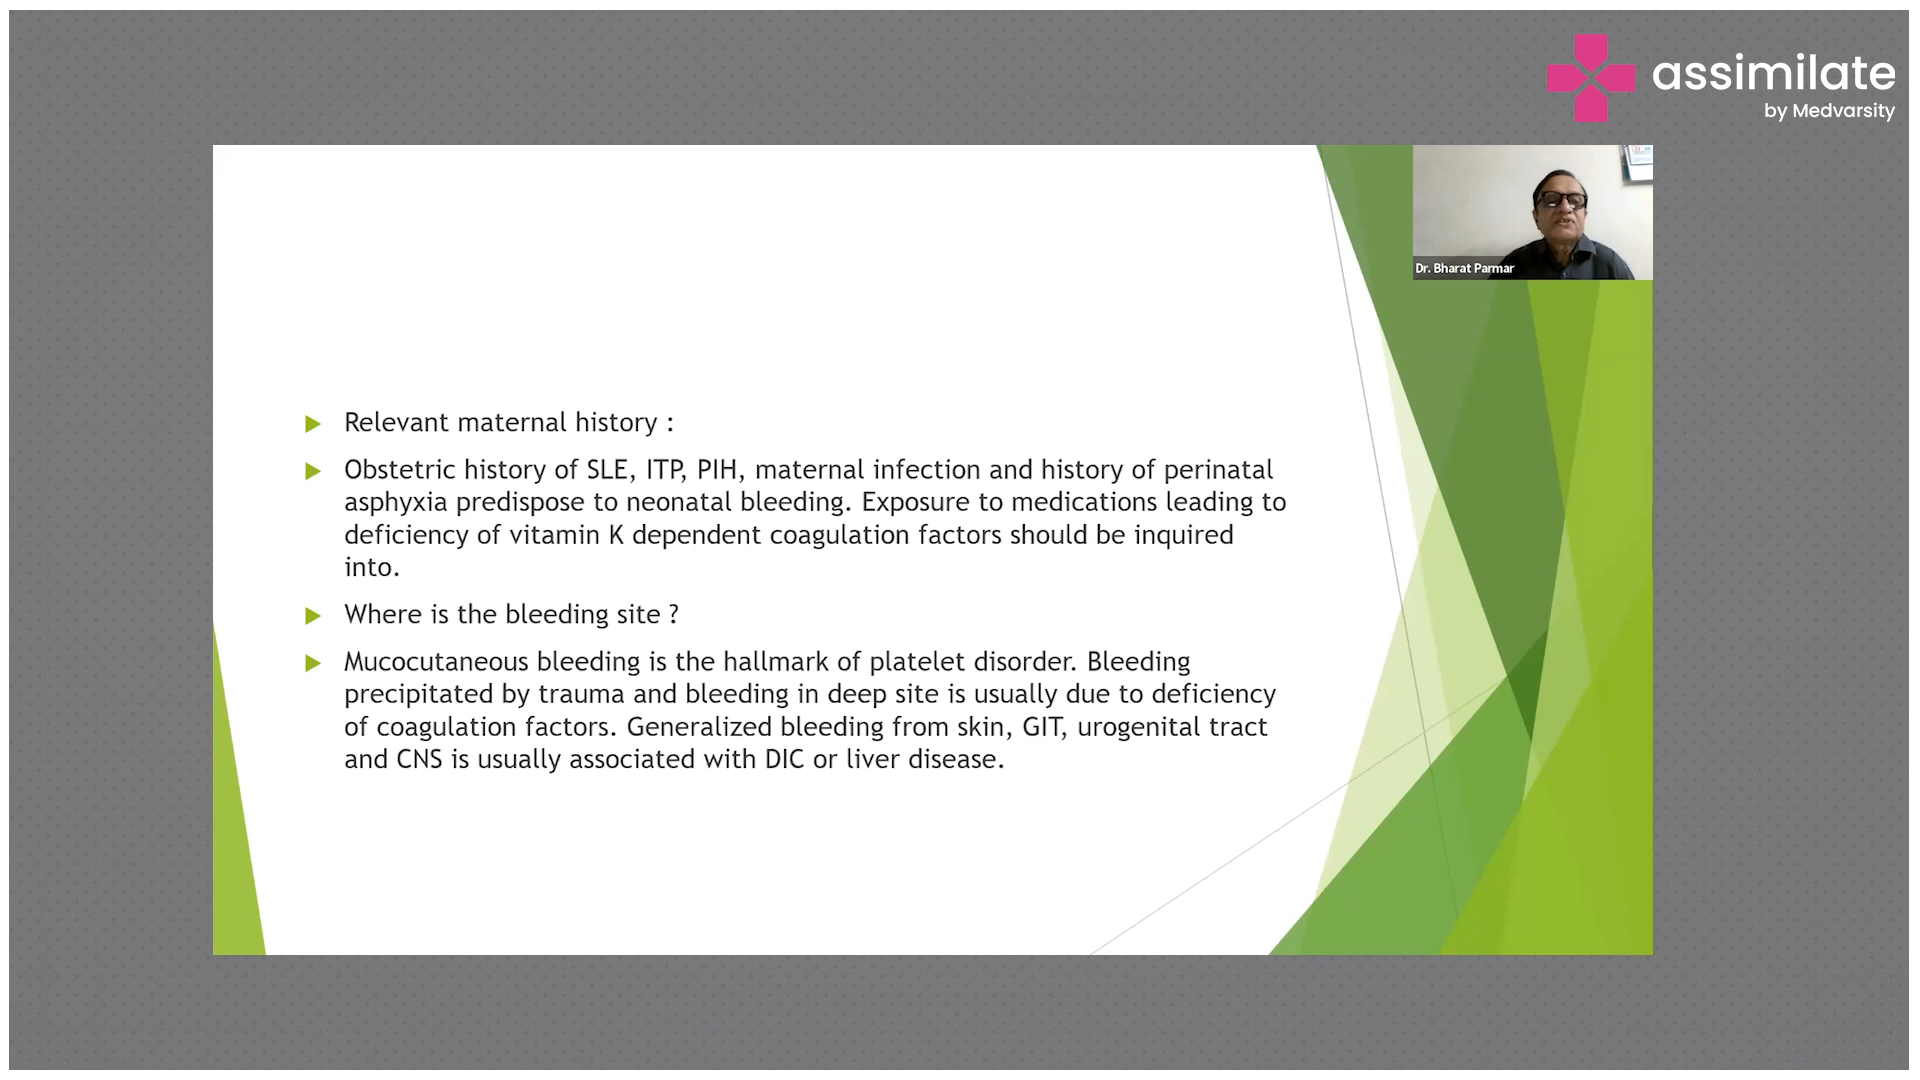 assimilate
by Medvarsity
Dr. Bharat Parmar
Relevant maternal history :
Obstetric history of SLE, ITP, PIH, maternal infection and history of perinatal
asphyxia predispose to neonatal bleeding. Exposure to medications leading to
deficiency of vitamin K dependent coagulation factors should be inquired
into.
Where is the bleeding site ?
Mucocutaneous bleeding is the hallmark of platelet disorder. Bleeding
precipitated by trauma and bleeding in deep site is usually due to deficiency
of coagulation factors. Generalized bleeding from skin, GIT, urogenital tract
and CNS is usually associated with DIC or liver disease.